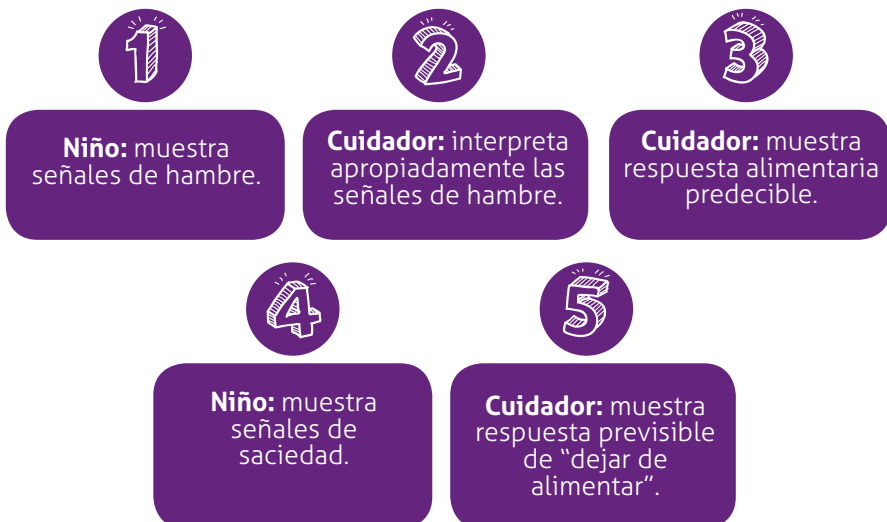 1
2
3
Niño: muestra
señales de hambre.
Cuidador: interpreta
apropiadamente las
señales de hambre.
Cuidador: muestra
respuesta alimentaria
predecible.
4
5
Niño: muestra
señales de
saciedad.
Cuidador: muestra
respuesta previsible
de “dejar de
alimentar”.